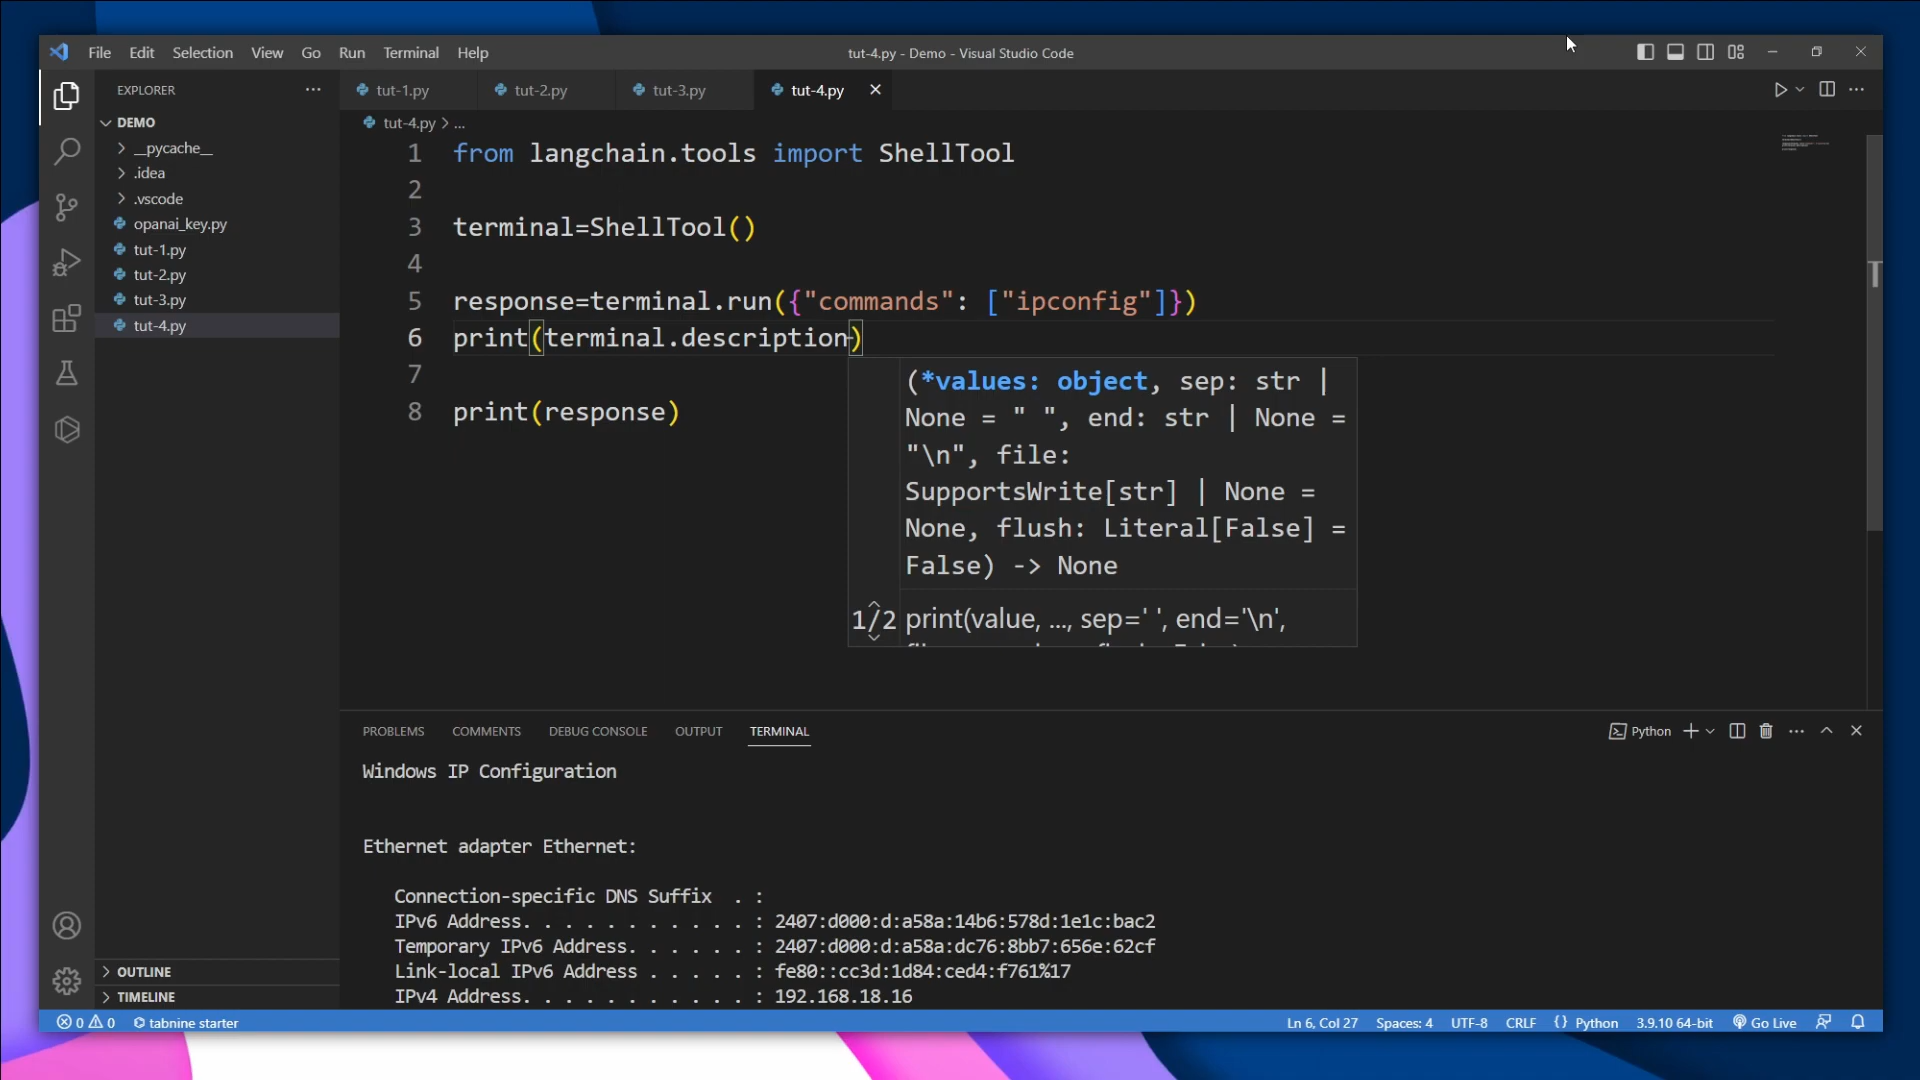 File Edit Selection View Go Run Terminal Help
tut-4.py - Demo - Visual Studio Code
EXPLORER ...
DEMO
__pycache__
.idea
.vscode
opanai_key.py
tut-1.py
tut-2.py
tut-3.py
tut-4.py
OUTLINE
TIMELINE
tut-1.py tut-2.py tut-3.py tut-4.py
tut-4.py > ...
1 from langchain.tools import ShellTool
2
3 terminal=ShellTool()
4
5 response=terminal.run({"commands": ["ipconfig"]})
6 print(terminal.description)
7
8 print(response)
(*values: object, sep: str |
None = " ", end: str | None =
"\n", file:
SupportsWrite[str] | None =
None, flush: Literal[False] =
False) -> None
1/2 print(value, ..., sep=' ', end='\n',
PROBLEMS COMMENTS DEBUG CONSOLE OUTPUT TERMINAL
Python
Windows IP Configuration
Ethernet adapter Ethernet:
Connection-specific DNS Suffix . :
IPv6 Address. . . . . . . . . . . : 2407:d000:d:a58a:14b6:578d:1e1c:bac2
Temporary IPv6 Address. . . . . . : 2407:d000:d:a58a:dc76:8bb7:656e:62cf
Link-local IPv6 Address . . . . . : fe80::cc3d:1d84:ced4:f761%17
IPv4 Address. . . . . . . . . . . : 192.168.18.16
0 0 tabnine starter Ln 6, Col 27 Spaces: 4 UTF-8 CRLF {} Python 3.9.10 64-bit Go Live